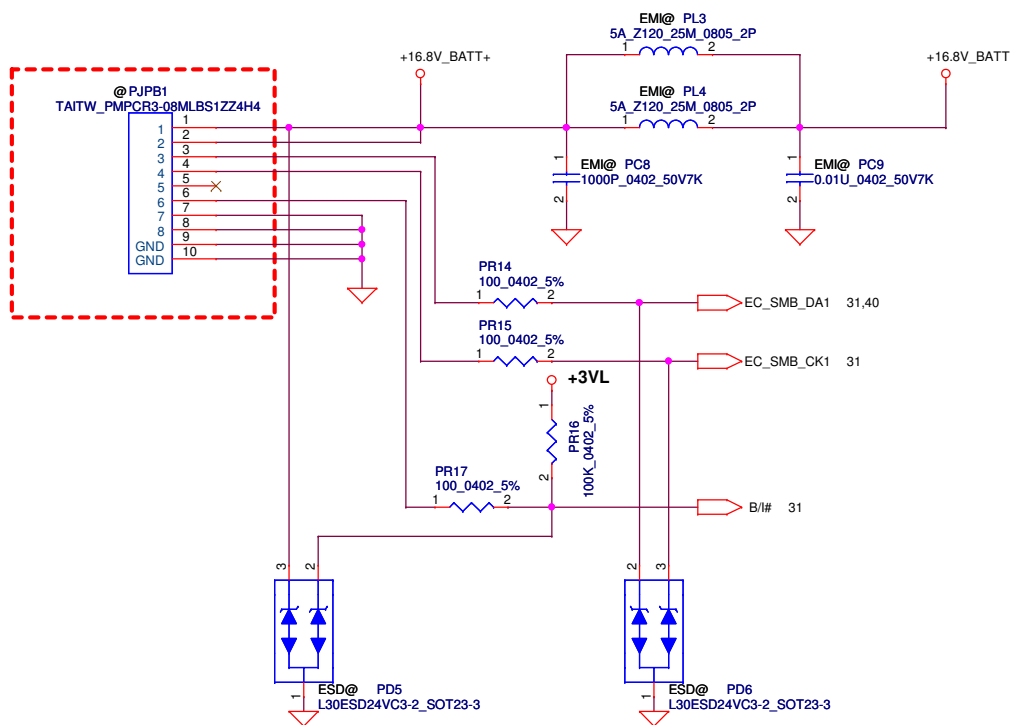 EMI@ PL3
5A_Z120_25M_0805_2P
1 2
+16.8V_BATT+
+16.8V_BATT
@PJPB1
TAITW_PMPCR3-08MLBS1ZZ4H4
EMI@ PL4
5A_Z120_25M_0805_2P
1 2
1 1
2 2
3 3
4 4
5 5
6 6
7 7
8 8
GND 9
GND 10
1
EMI@ PC8
1000P_0402_50V7K
2
1
EMI@ PC9
0.01U_0402_50V7K
2
PR14
100_0402_5%
1 2
EC_SMB_DA1 31,40
PR15
100_0402_5%
1 2
EC_SMB_CK1 31
+3VL
1
PR16
100K_0402_5%
2
PR17
100_0402_5%
1 2
B/I# 31
3 2
2 3
1
ESD@ PD5
L30ESD24VC3-2_SOT23-3
1
ESD@ PD6
L30ESD24VC3-2_SOT23-3